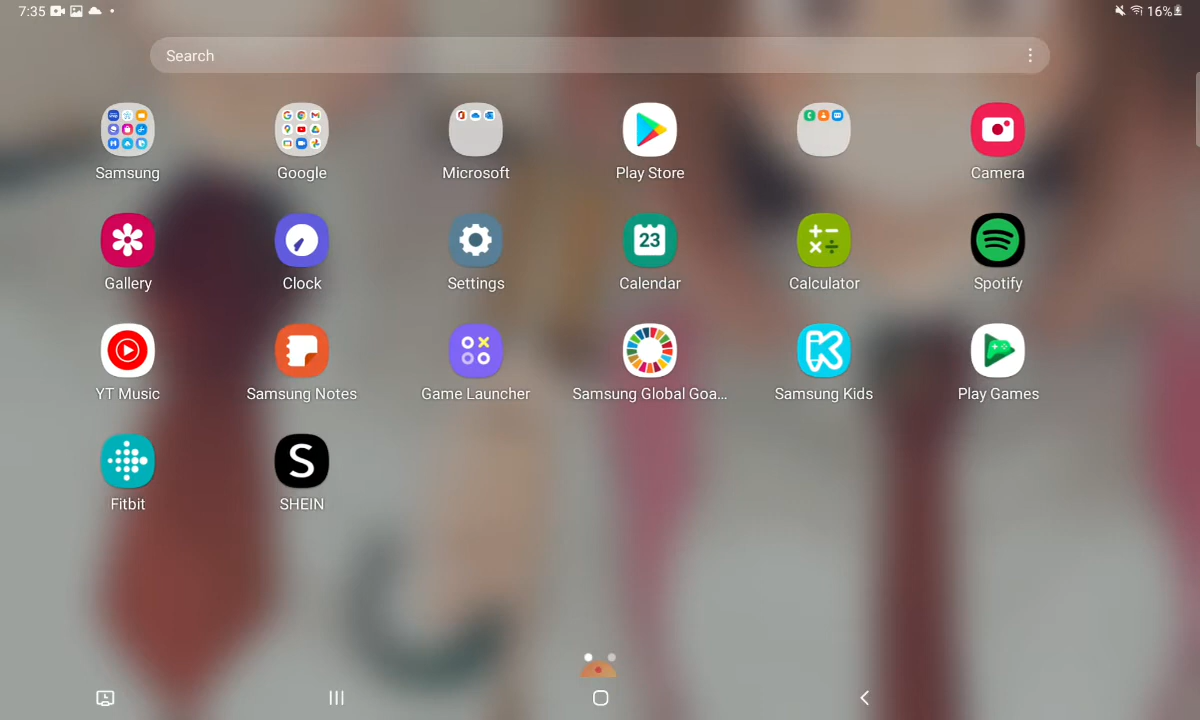 7:35 16%
Search
Samsung Google Microsoft Play Store Camera
23
Gallery Clock Settings Calendar Calculator Spotify
YT Music Samsung Notes Game Launcher Samsung Global Goa... Samsung Kids Play Games
S
Fitbit SHEIN